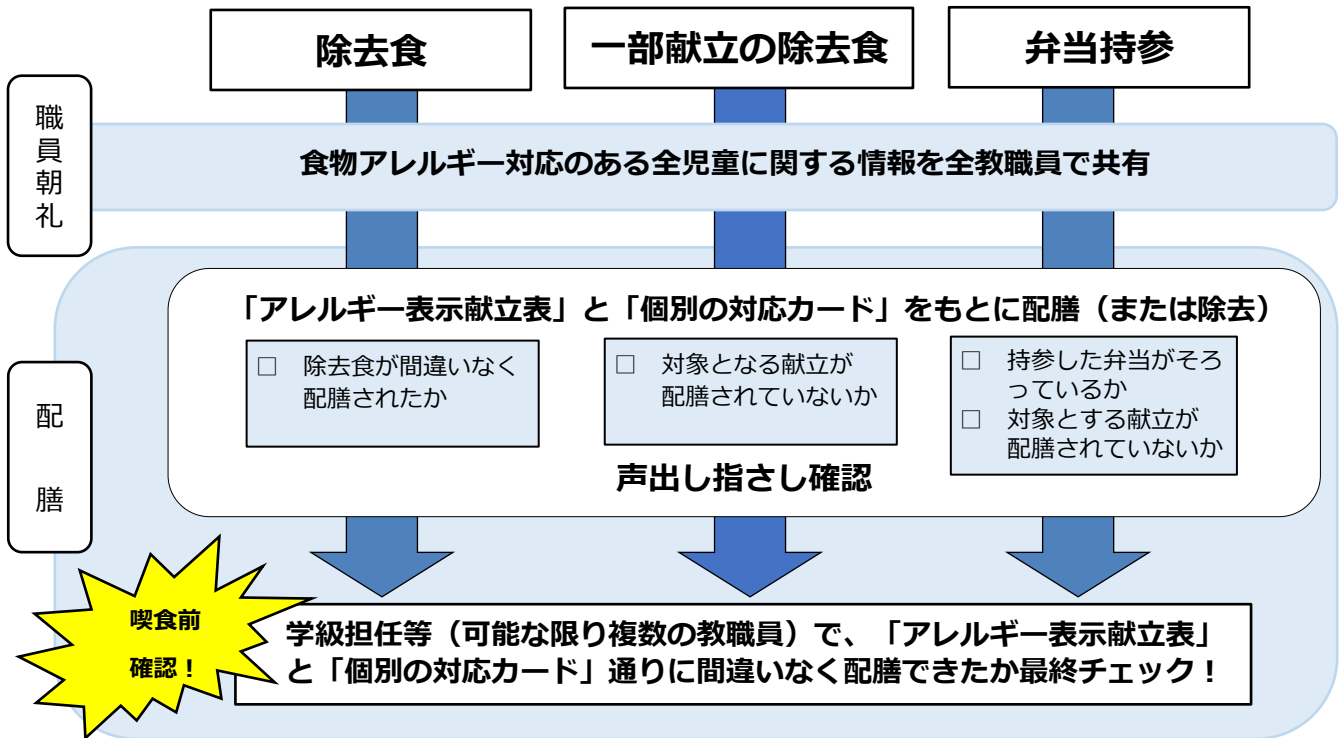 除去食
一部献立の除去食
弁当持参
職員朝礼
食物アレルギー対応のある全児童に関する情報を全教職員で共有
配膳
「アレルギー表示献立表」と「個別の対応カード」をもとに配膳（または除去）
□ 除去食が間違いなく
配膳されたか
□ 対象となる献立が
配膳されていないか
□ 持参した弁当がそろ
っているか
□ 対象とする献立が
配膳されていないか
声出し指さし確認
喫食前
確認！
学級担任等（可能な限り複数の教職員）で、「アレルギー表示献立表」
と「個別の対応カード」通りに間違いなく配膳できたか最終チェック！